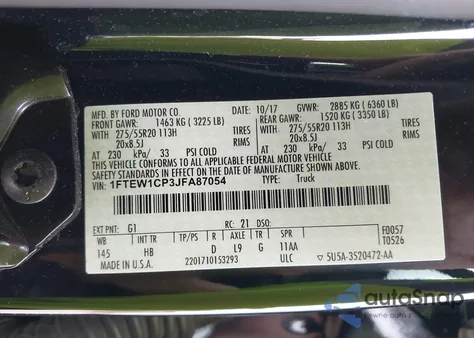 MFD. BY FORD MOTOR CO.
DATE: 10/17 GVWR: 2885 KG ( 6360 LB)
FRONT GAWR: 1463 KG ( 3225 LB) REAR GAWR: 1520 KG ( 3350 LB)
WITH 275/55R20 113H TIRES WITH 275/55R20 113H TIRES
20x8.5J RIMS 20x8.5J RIMS
AT 230 kPa/ 33 PSI COLD AT 230 kPa/ 33 PSI COLD
THIS VEHICLE CONFORMS TO ALL APPLICABLE FEDERAL MOTOR VEHICLE
SAFETY STANDARDS IN EFFECT ON THE DATE OF MANUFACTURE SHOWN ABOVE.
VIN: 1FTEW1CP3JFA87054 TYPE: Truck
EXT PNT: G1 RC: 21 DSO: F0057
WB BRK INT TR TP/PS R AXLE TR SPR T0526
145 HB D L9 G 11AA
MADE IN U.S.A. 2201710153293 ULC 5U5A-3520472-AA
autoSnap